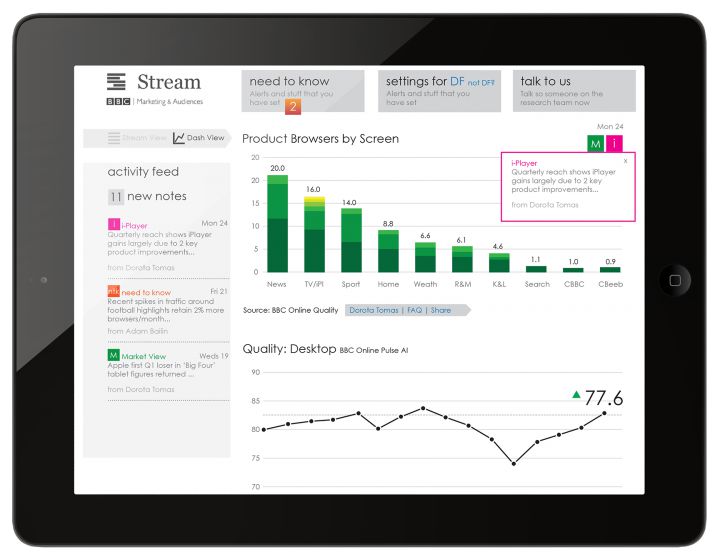 Stream
BBC | Marketing & Audiences
need to know
Alerts and stuff that you
have set
2
settings for DF not DF?
Alerts and stuff that you
have set
talk to us
Talk so someone on the
research team now
Stream View
Dash View
activity feed
11 new notes
i i-Player Mon 24
Quarterly reach shows iPlayer
gains largely due to 2 key
product improvements...
from Dorota Tomas
ntk need to know Fri 21
Recent spikes in traffic around
football highlights retain 2% more
browsers/month...
from Adam Bailin
M Market View Weds 19
Apple first Q1 loser in 'Big Four'
tablet figures returned ...
from Dorota Tomas
Product Browsers by Screen
Mon 24
M i
i-Player x
Quarterly reach shows iPlayer
gains largely due to 2 key
product improvements...
from Dorota Tomas
20
15
10
5
0
20.0
16.0
14.0
8.8
6.6
6.1
4.6
1.1
1.0
0.9
News TV/iPl Sport Home Weath R&M K&L Search CBBC CBeeb
Source: BBC Online Quality
Dorota Tomas | FAQ | Share
Quality: Desktop BBC Online Pulse AI
90
85
80
70
77.6